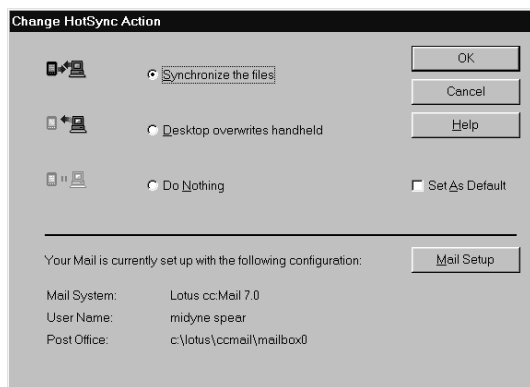 Change HotSync Action
Synchronize the files
OK
Cancel
Desktop overwrites handheld
Help
Do Nothing
Set As Default
Your Mail is currently set up with the following configuration:
Mail Setup
Mail System: Lotus cc:Mail 7.0
User Name: midyne spear
Post Office: c:\lotus\ccmail\mailbox0